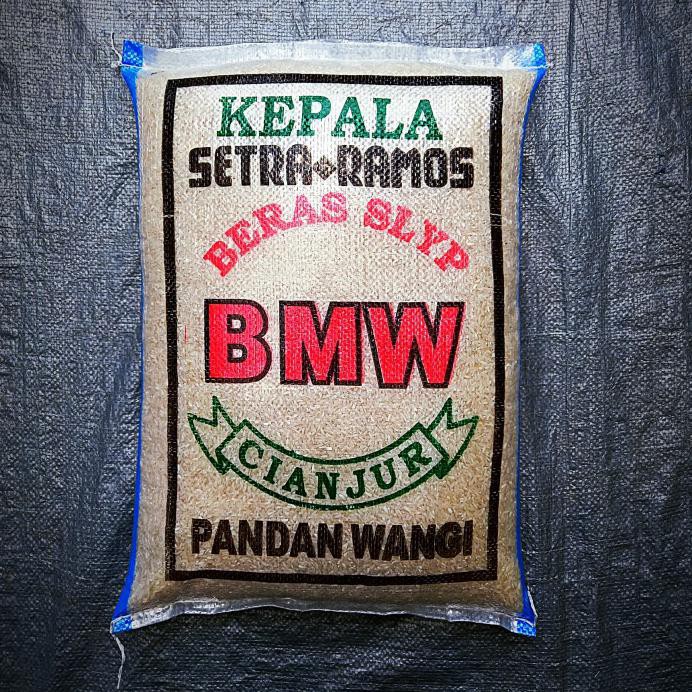 KEPALA
SETRA RAMOS
BERAS SLYP
BMW
CIANJUR
PANDAN WANGI